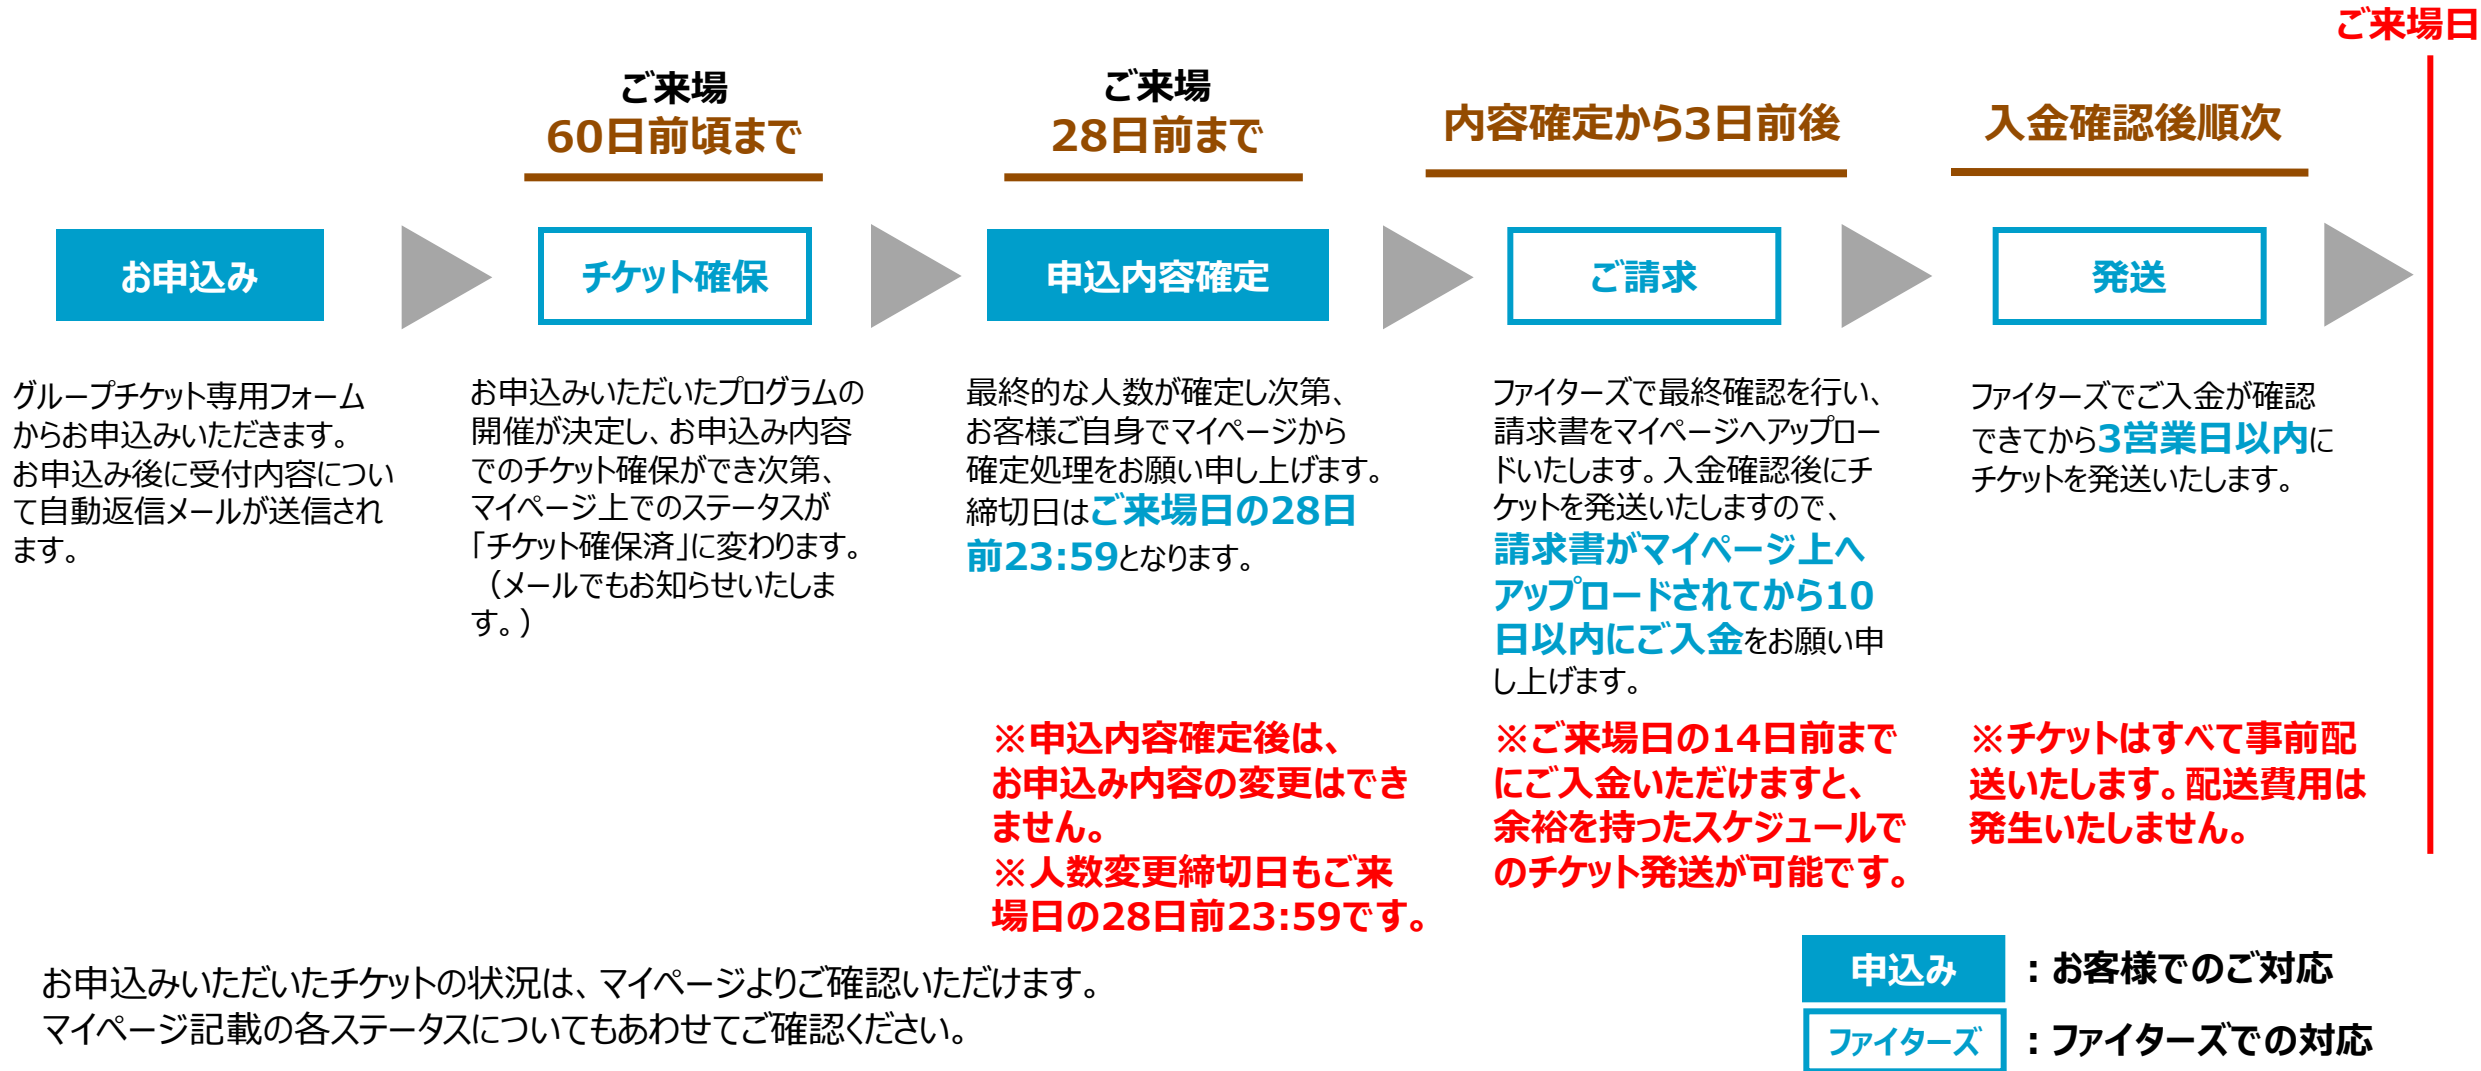 ご来場日
ご来場
60日前頃まで
ご来場
28日前まで
内容確定から3日前後
入金確認後順次
お申込み
チケット確保
申込内容確定
ご請求
発送
グループチケット専用フォーム
からお申込みいただきます。
お申込み後に受付内容につい
て自動返信メールが送信され
ます。
お申込みいただいたプログラムの
開催が決定し、お申込み内容
でのチケット確保ができ次第、
マイページ上でのステータスが
「チケット確保済」に変わります。
（メールでもお知らせいたしま
す。）
最終的な人数が確定し次第、
お客様ご自身でマイページから
確定処理をお願い申し上げます。
締切日はご来場日の28日
前23:59となります。
※申込内容確定後は、
お申込み内容の変更はでき
ません。
※人数変更締切日もご来
場日の28日前23:59です。
ファイターズで最終確認を行い、
請求書をマイページへアップロー
ドいたします。入金確認後にチ
ケットを発送いたしますので、
請求書がマイページ上へ
アップロードされてから10
日以内にご入金をお願い申
し上げます。
※ご来場日の14日前まで
にご入金いただけますと、
余裕を持ったスケジュールで
のチケット発送が可能です。
ファイターズでご入金が確認
できてから3営業日以内に
チケットを発送いたします。
※チケットはすべて事前配
送いたします。配送費用は
発生いたしません。
お申込みいただいたチケットの状況は、マイページよりご確認いただけます。
マイページ記載の各ステータスについてもあわせてご確認ください。
申込み ：お客様でのご対応
ファイターズ ：ファイターズでの対応